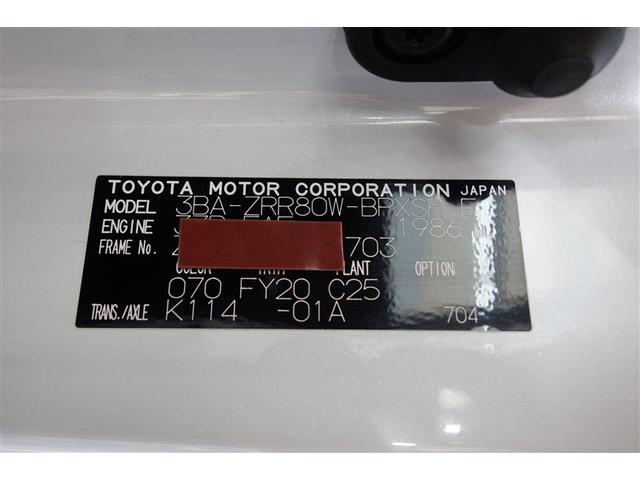 TOYOTA MOTOR CORPORATION JAPAN
MODEL 3BA-ZRR80W-BPXSP
ENGINE 1986
FRAME No. 703
COLOR TRIM PLANT OPTION
070 FY20 C25
TRANS./AXLE K114 -01A 704-